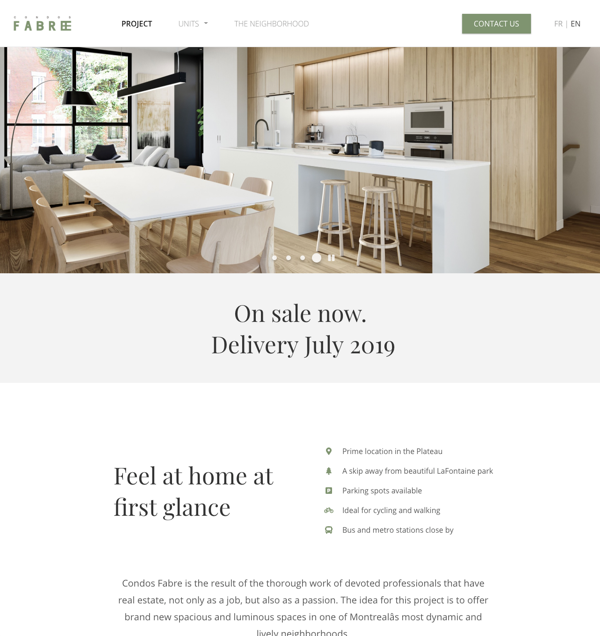 CONDOS
FABRE
PROJECT
UNITS
THE NEIGHBORHOOD
CONTACT US
FR | EN
On sale now.
Delivery July 2019
Feel at home at
first glance
Prime location in the Plateau
A skip away from beautiful LaFontaine park
Parking spots available
Ideal for cycling and walking
Bus and metro stations close by
Condos Fabre is the result of the thorough work of devoted professionals that have
real estate, not only as a job, but also as a passion. The idea for this project is to offer
brand new spacious and luminous spaces in one of Montrealâs most dynamic and
lively neighborhoods